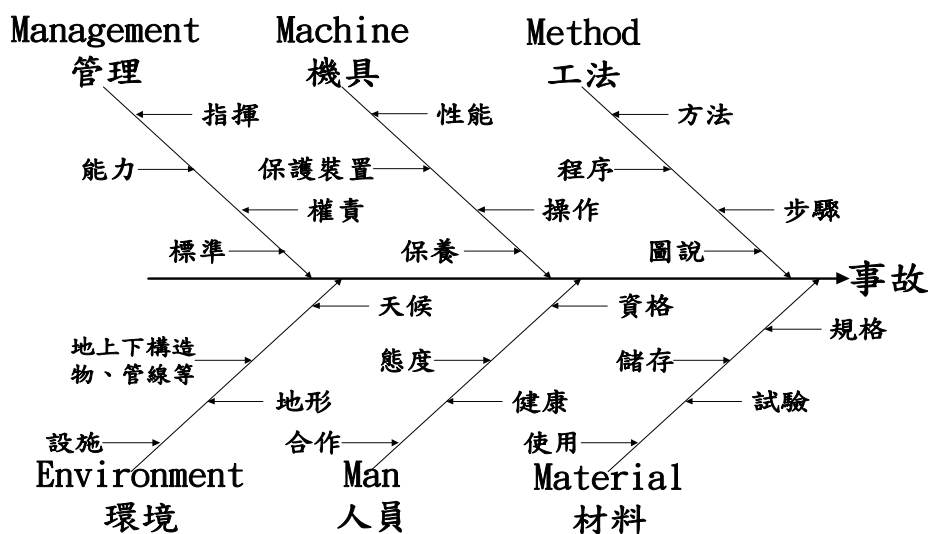 Management
管理
指揮
能力
權責
標準
Machine
機具
性能
保護裝置
操作
保養
Method
工法
方法
程序
步驟
圖說
事故
天候
地上下構造
物、管線等
地形
設施
Environment
環境
資格
態度
健康
合作
Man
人員
規格
儲存
試驗
使用
Material
材料